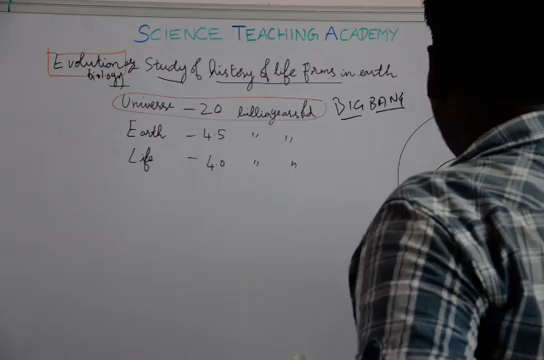 SCIENCE TEACHING ACADEMY
Evolutionary Study of history of life Forms in earth
biology
Universe - 20 billion years old BIG BANG
Earth - 4.5 " "
Life - 4.0 " "